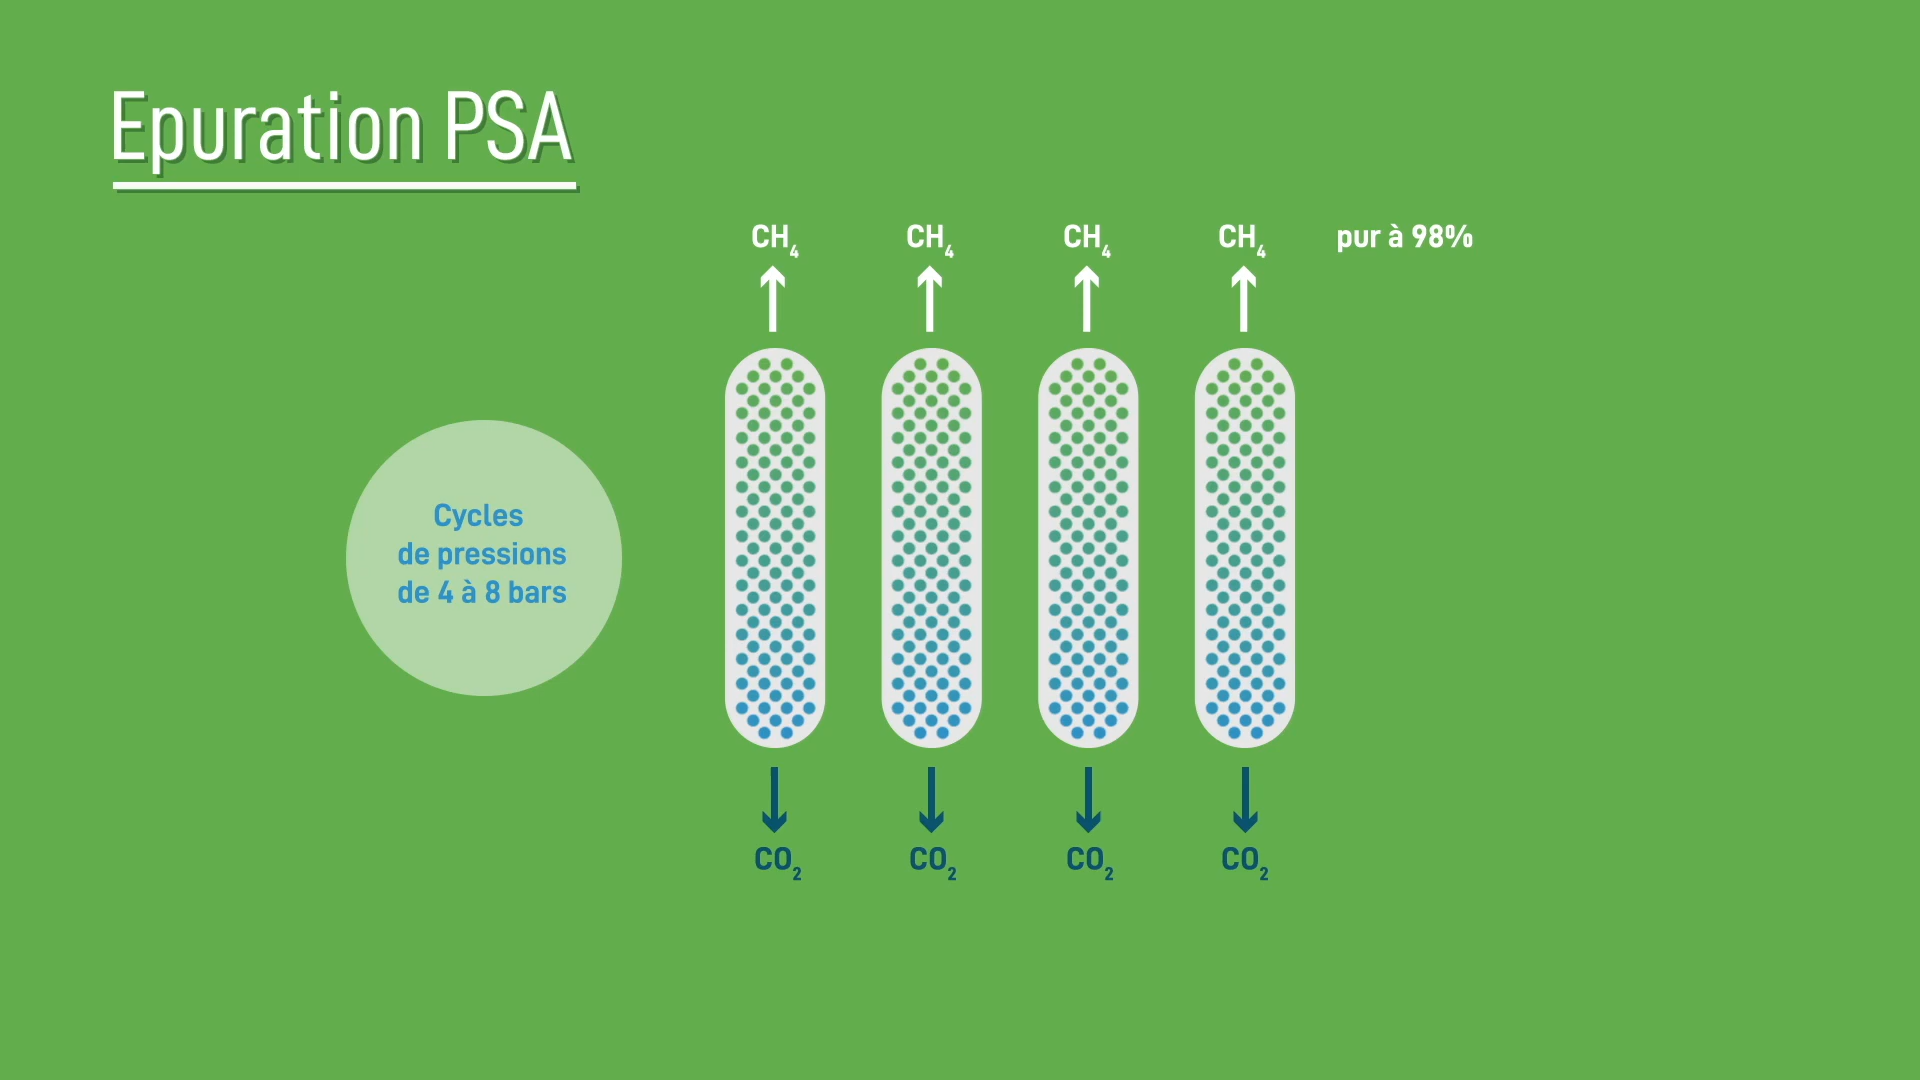 Epuration PSA
CH₄ CH₄ CH₄ CH₄ pur à 98%
Cycles
de pressions
de 4 à 8 bars
CO₂ CO₂ CO₂ CO₂